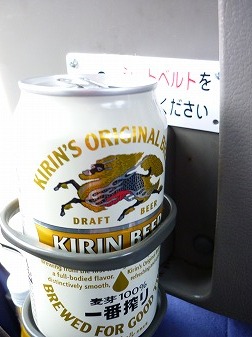 トベルトを
ください
KIRIN'S ORIGINAL
DRAFT BEER
KIRIN BEER
a full-bodied flavor,
distinctively smooth.
麦芽100%
一番搾り
BREWED FOR GOOD